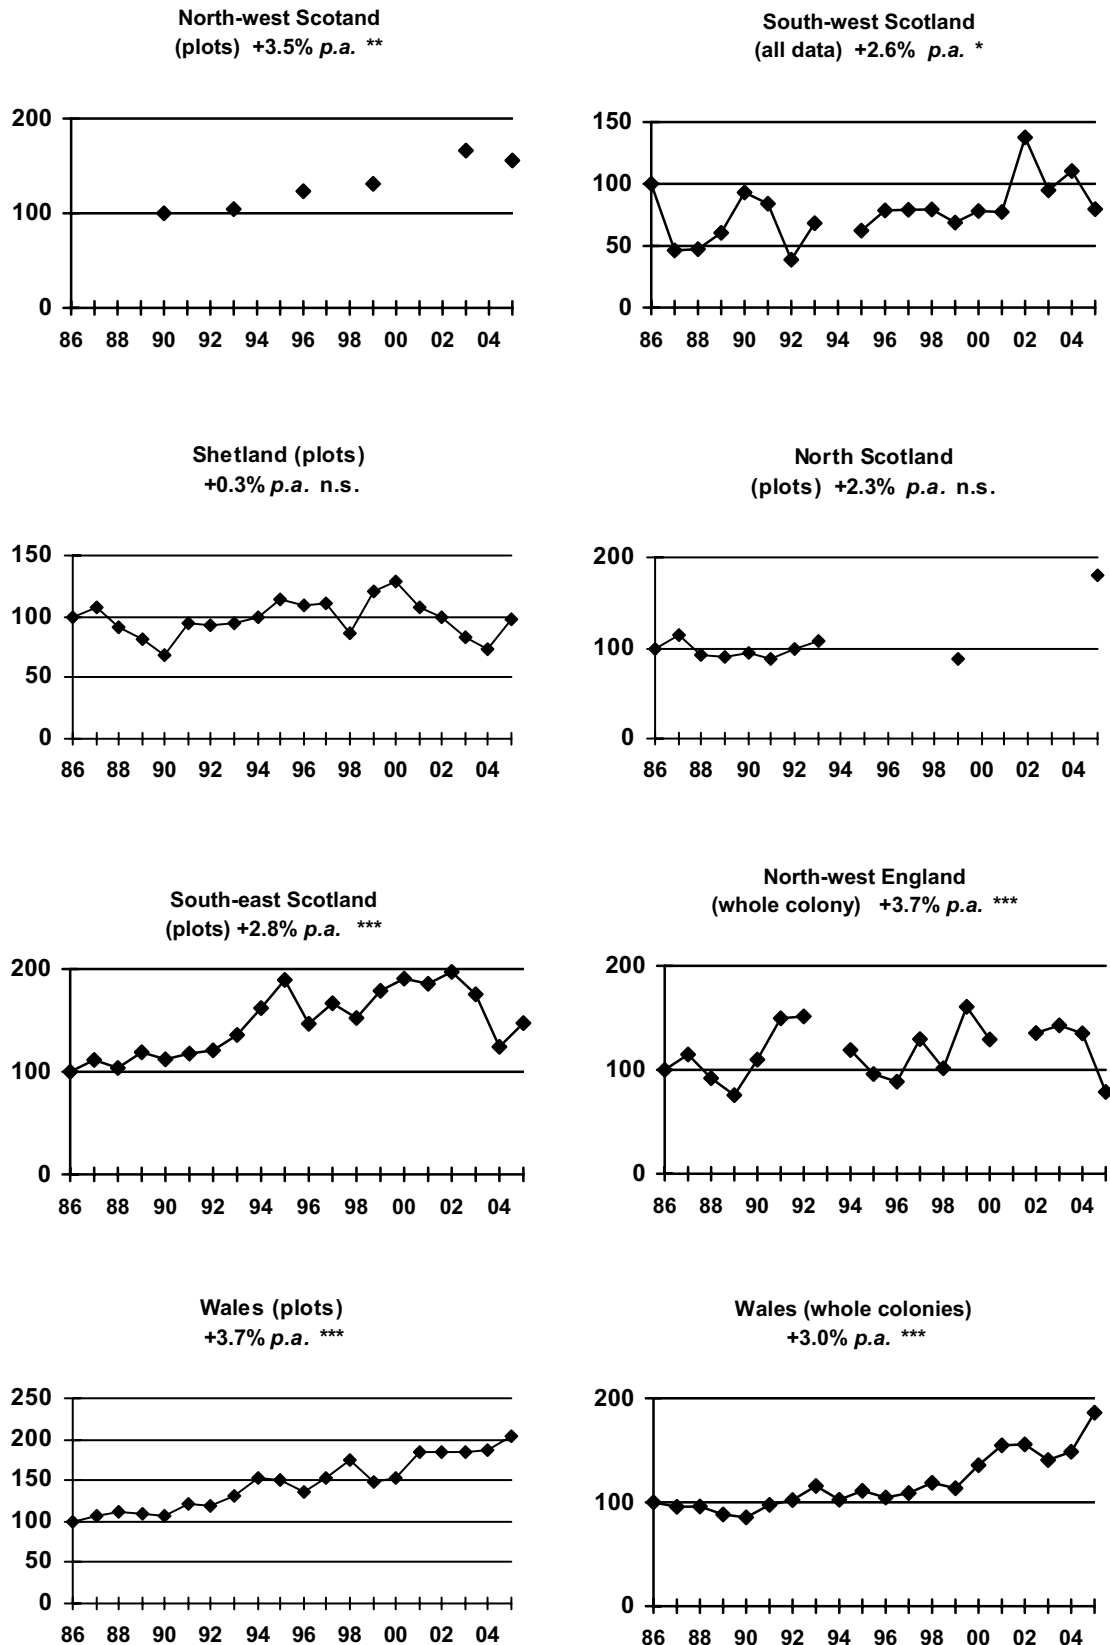 North-west Scotand
(plots) +3.5% p.a. **
200
100
0
86 88 90 92 94 96 98 00 02 04
South-west Scotland
(all data) +2.6% p.a. *
150
100
50
0
86 88 90 92 94 96 98 00 02 04
Shetland (plots)
+0.3% p.a. n.s.
150
100
50
0
86 88 90 92 94 96 98 00 02 04
North Scotland
(plots) +2.3% p.a. n.s.
200
100
0
86 88 90 92 94 96 98 00 02 04
South-east Scotland
(plots) +2.8% p.a. ***
200
100
0
86 88 90 92 94 96 98 00 02 04
North-west England
(whole colony) +3.7% p.a. ***
200
100
0
86 88 90 92 94 96 98 00 02 04
Wales (plots)
+3.7% p.a. ***
250
200
150
100
50
0
86 88 90 92 94 96 98 00 02 04
Wales (whole colonies)
+3.0% p.a. ***
200
100
0
86 88 90 92 94 96 98 00 02 04